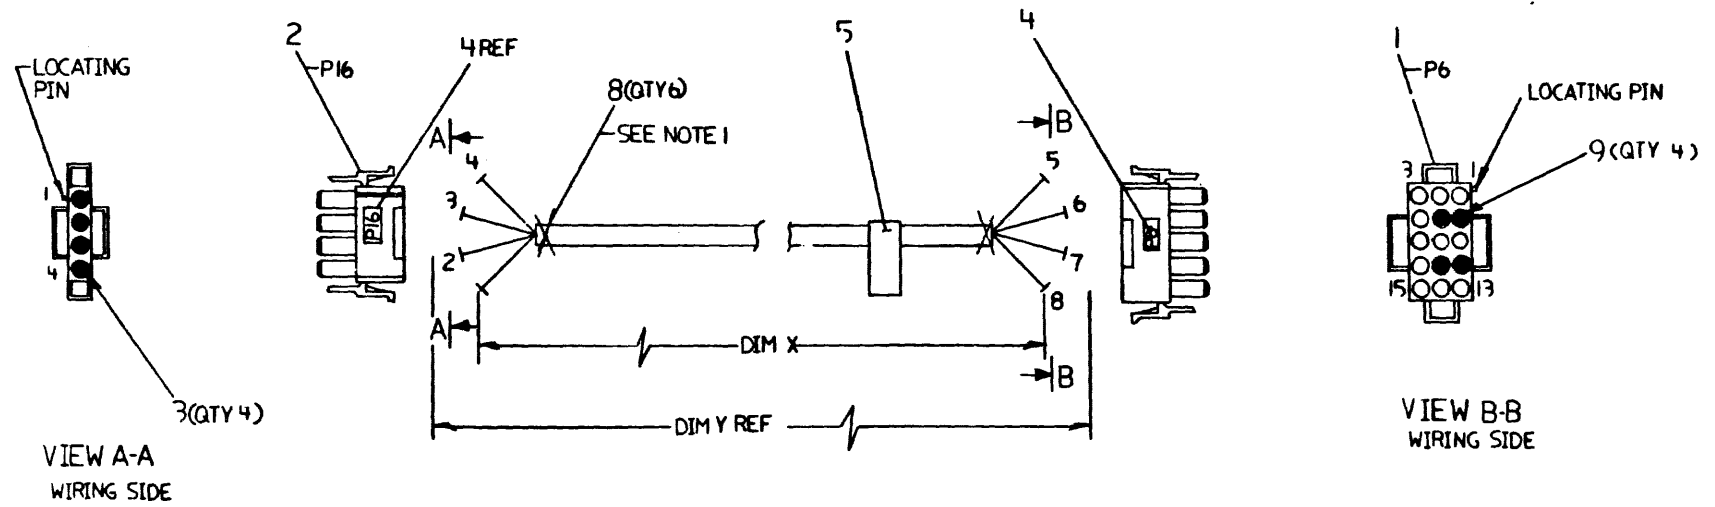 LOCATING
PIN
1
4
3(QTY 4)
VIEW A-A
WIRING SIDE
2
P16
4 REF
P16
8(QTY6)
SEE NOTE 1
A
4
3
2
A
5
4
B
5
6
7
8
B
DIM X
DIM Y REF
1
P6
LOCATING PIN
9(QTY 4)
3
1
15
13
VIEW B-B
WIRING SIDE